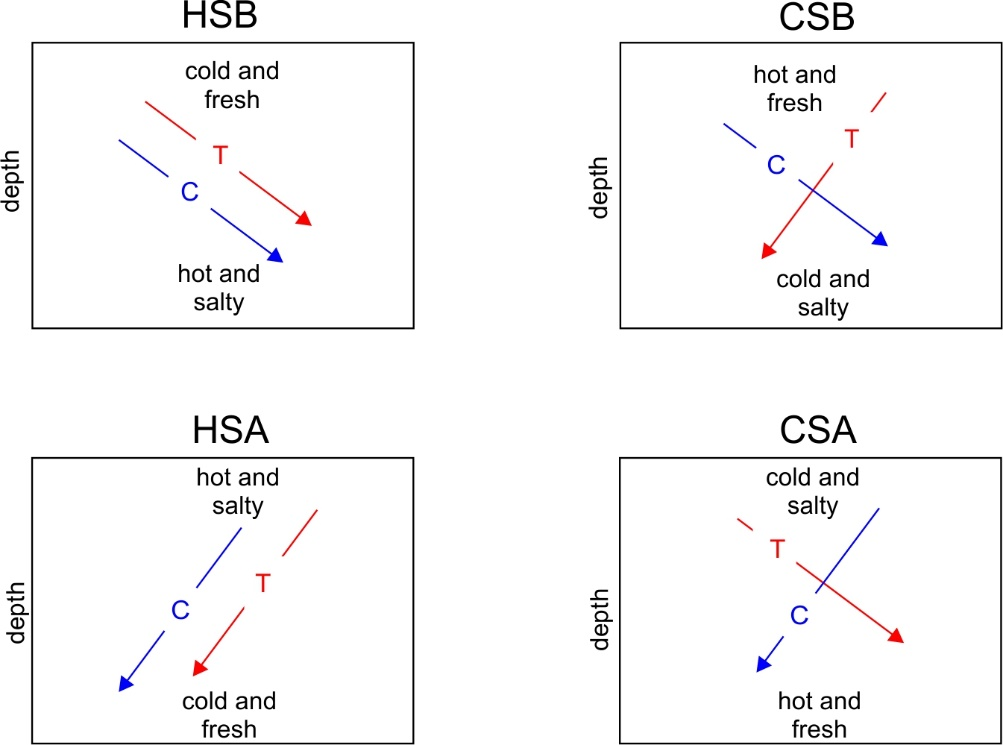 HSB
cold and
fresh
T
C
depth
hot and
salty
CSB
hot and
fresh
T
C
depth
cold and
salty
HSA
hot and
salty
T
C
depth
cold and
fresh
CSA
cold and
salty
T
C
depth
hot and
fresh